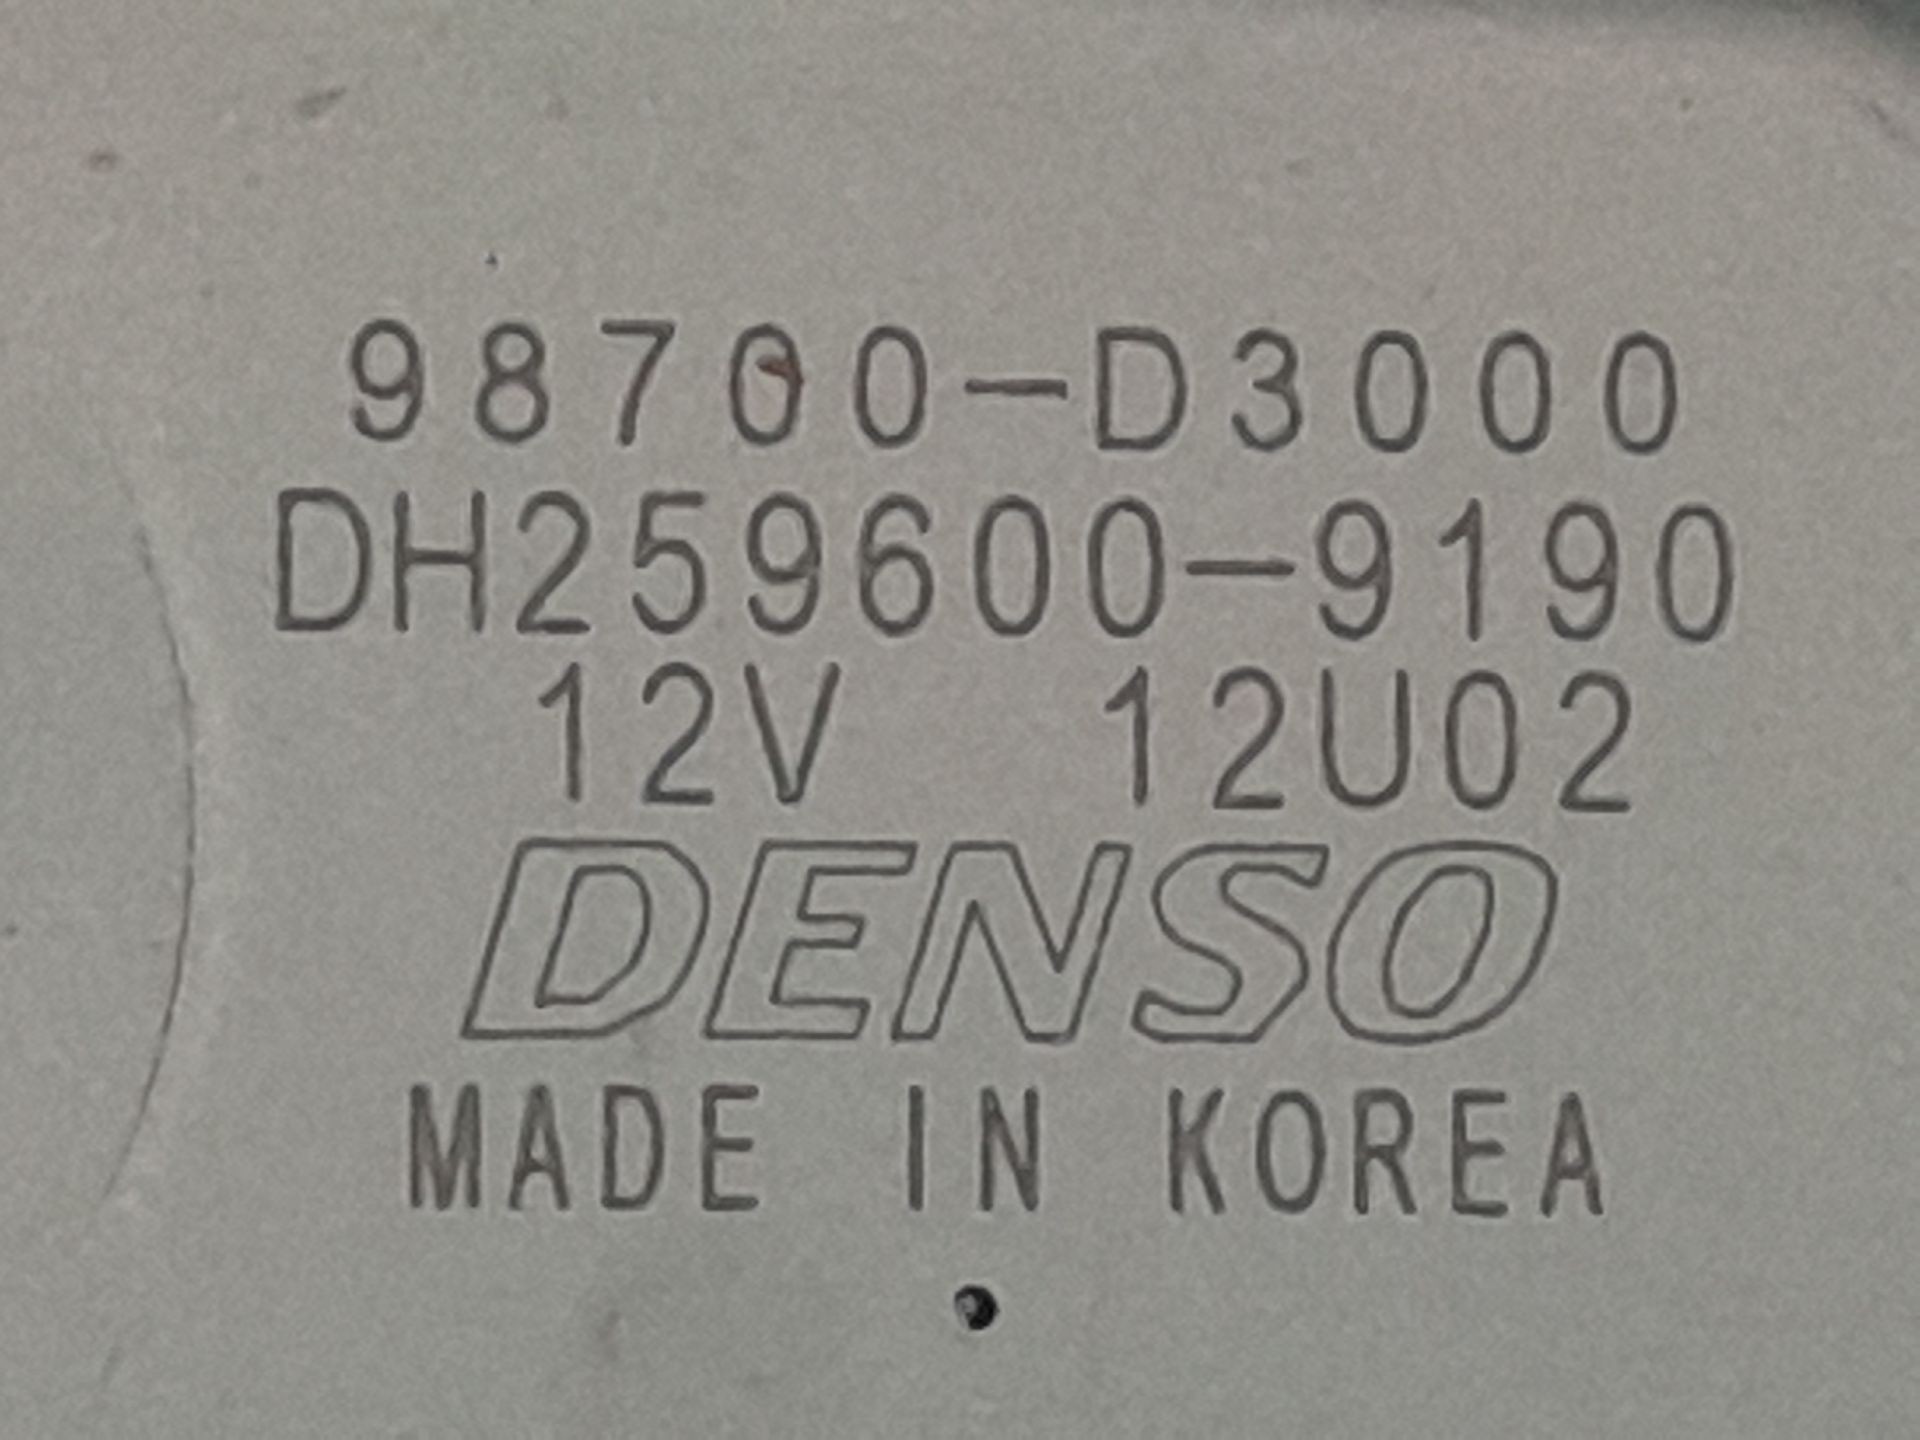 98700-D3000
DH259600-9190
12V 12U02
DENSO
MADE IN KOREA